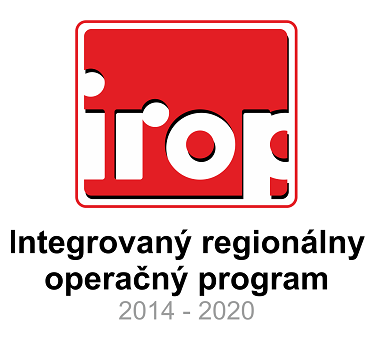 irop
Integrovaný regionálny
operačný program
2014 - 2020